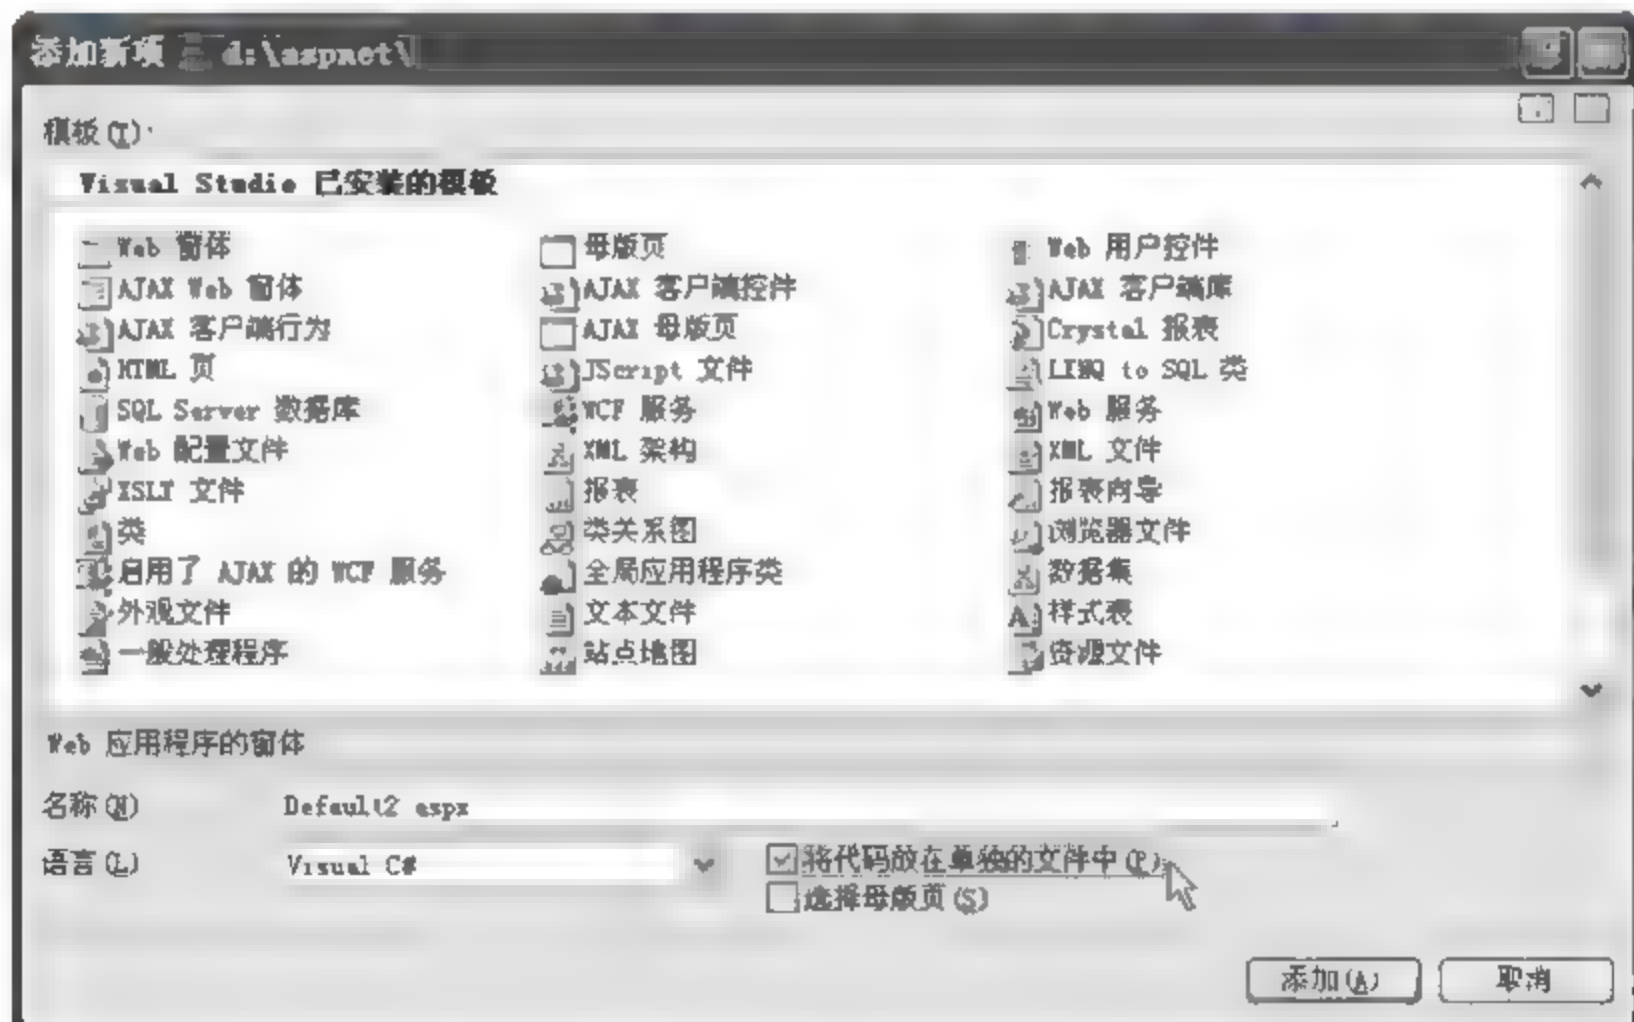 添加新项 d:\aspnet\
模板(T):
Visual Studio 已安装的模板
Web 窗体 母版页 Web 用户控件
AJAX Web 窗体 AJAX 客户端控件 AJAX 客户端库
AJAX 客户端行为 AJAX 母版页 Crystal 报表
HTML 页 JScript 文件 LINQ to SQL 类
SQL Server 数据库 WCF 服务 Web 服务
Web 配置文件 XML 架构 XML 文件
XSLT 文件 报表 报表向导
类 类关系图 浏览器文件
启用了 AJAX 的 WCF 服务 全局应用程序类 数据集
外观文件 文本文件 样式表
一般处理程序 站点地图 资源文件
Web 应用程序的窗体
名称(N) Default2 aspx
语言(L) Visual C# 将代码放在单独的文件中(P)
选择母版页(S)
添加(A) 取消